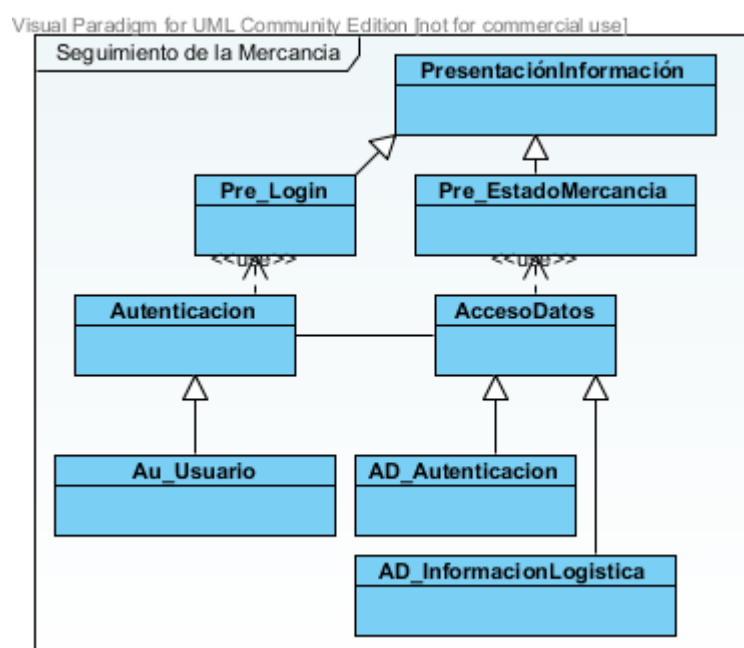 Visual Paradigm for UML Community Edition [not for commercial use]
Seguimiento de la Mercancia
PresentaciónInformación
Pre_Login
Pre_EstadoMercancia
<<use>>
<<use>>
Autenticacion
AccesoDatos
Au_Usuario
AD_Autenticacion
AD_InformacionLogistica